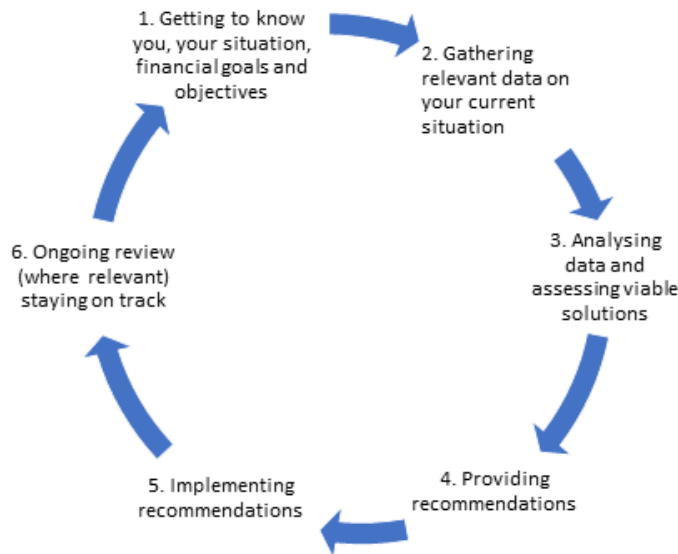 1. Getting to know
you, your situation,
financial goals and
objectives
2. Gathering
relevant data on
your current
situation
3. Analysing
data and
assessing viable
solutions
4. Providing
recommendations
5. Implementing
recommendations
6. Ongoing review
(where relevant)
staying on track